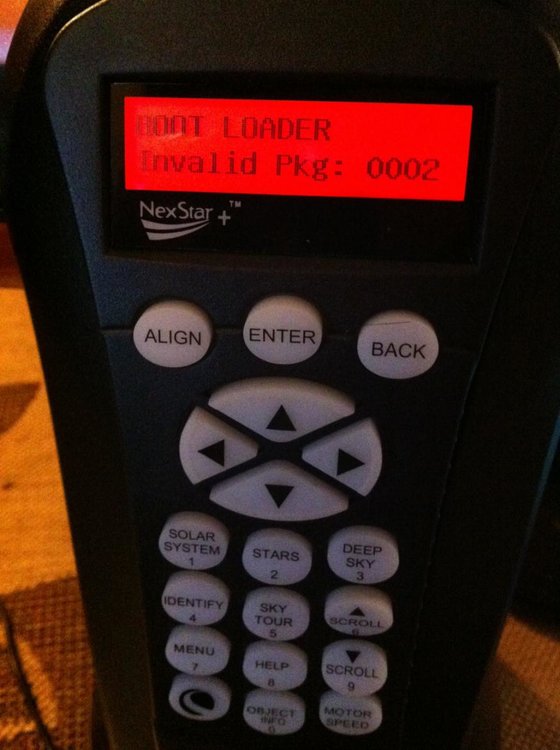 BOOT LOADER
Invalid Pkg: 0002
NexStar +™
ALIGN ENTER BACK
SOLAR SYSTEM 1
STARS 2
DEEP SKY 3
IDENTIFY 4
SKY TOUR 5
SCROLL 6
MENU 7
HELP 8
SCROLL 9
OBJECT INFO 0
MOTOR SPEED